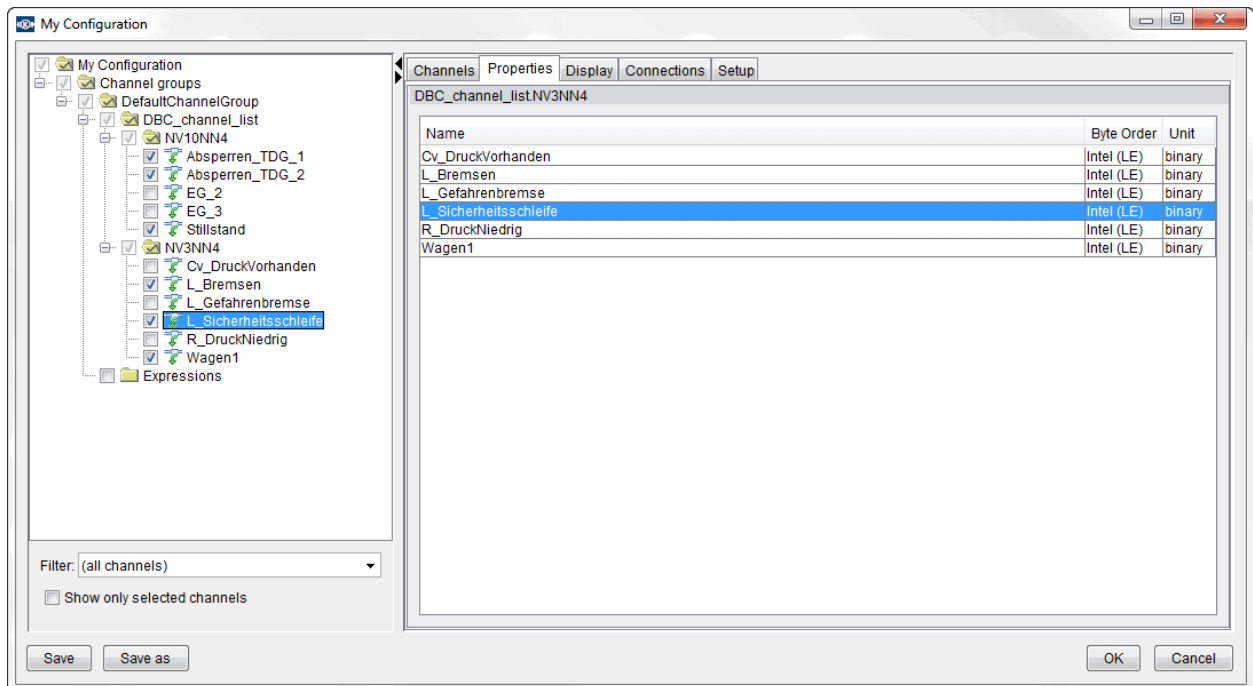 My Configuration
My Configuration
Channel groups
DefaultChannelGroup
DBC_channel_list
NV10NN4
Absperren_TDG_1
Absperren_TDG_2
EG_2
EG_3
Stillstand
NV3NN4
Cv_DruckVorhanden
L_Bremsen
L_Gefahrenbremse
L_Sicherheitsschleife
R_DruckNiedrig
Wagen1
Expressions
Filter: (all channels)
Show only selected channels
Channels Properties Display Connections Setup
DBC_channel_list.NV3NN4
Name Byte Order Unit
Cv_DruckVorhanden Intel (LE) binary
L_Bremsen Intel (LE) binary
L_Gefahrenbremse Intel (LE) binary
L_Sicherheitsschleife Intel (LE) binary
R_DruckNiedrig Intel (LE) binary
Wagen1 Intel (LE) binary
Save Save as OK Cancel